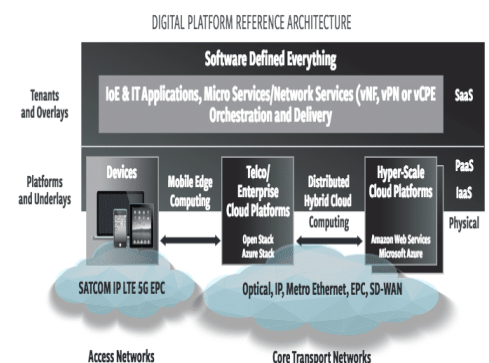 DIGITAL PLATFORM REFERENCE ARCHITECTURE
Software Defined Everything
Tenants
and Overlays
IoE & IT Applications, Micro Services/Network Services (vNF, vPN or vCPE
Orchestration and Delivery
SaaS
Platforms
and Underlays
Devices
Mobile Edge
Computing
Telco/
Enterprise
Cloud Platforms
Open Stack
Azure Stack
Distributed
Hybrid Cloud
Computing
Hyper-Scale
Cloud Platforms
Amazon Web Services
Microsoft Azure
PaaS
IaaS
Physical
SATCOM IP LTE 5G EPC
Optical, IP, Metro Ethernet, EPC, SD-WAN
Access Networks
Core Transport Networks